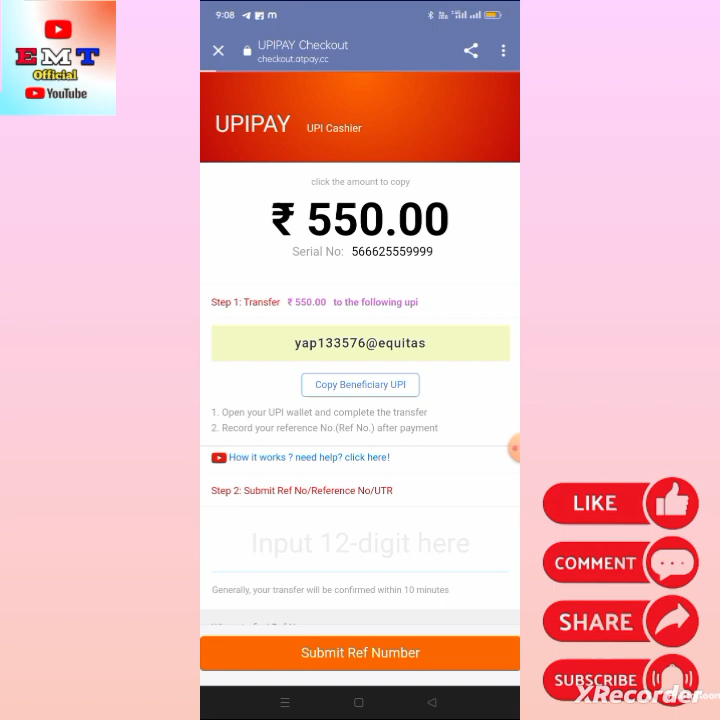 EMT
Official
YouTube
9:08
UPIPAY Checkout
checkout.atpay.cc
UPIPAY UPI Cashier
click the amount to copy
₹ 550.00
Serial No: 566625559999
Step 1: Transfer ₹ 550.00 to the following upi
yap133576@equitas
Copy Beneficiary UPI
1. Open your UPI wallet and complete the transfer
2. Record your reference No.(Ref No.) after payment
How it works ? need help? click here!
Step 2: Submit Ref No/Reference No/UTR
Input 12-digit here
Generally, your transfer will be confirmed within 10 minutes
Submit Ref Number
LIKE
COMMENT
SHARE
SUBSCRIBE
XRecorder